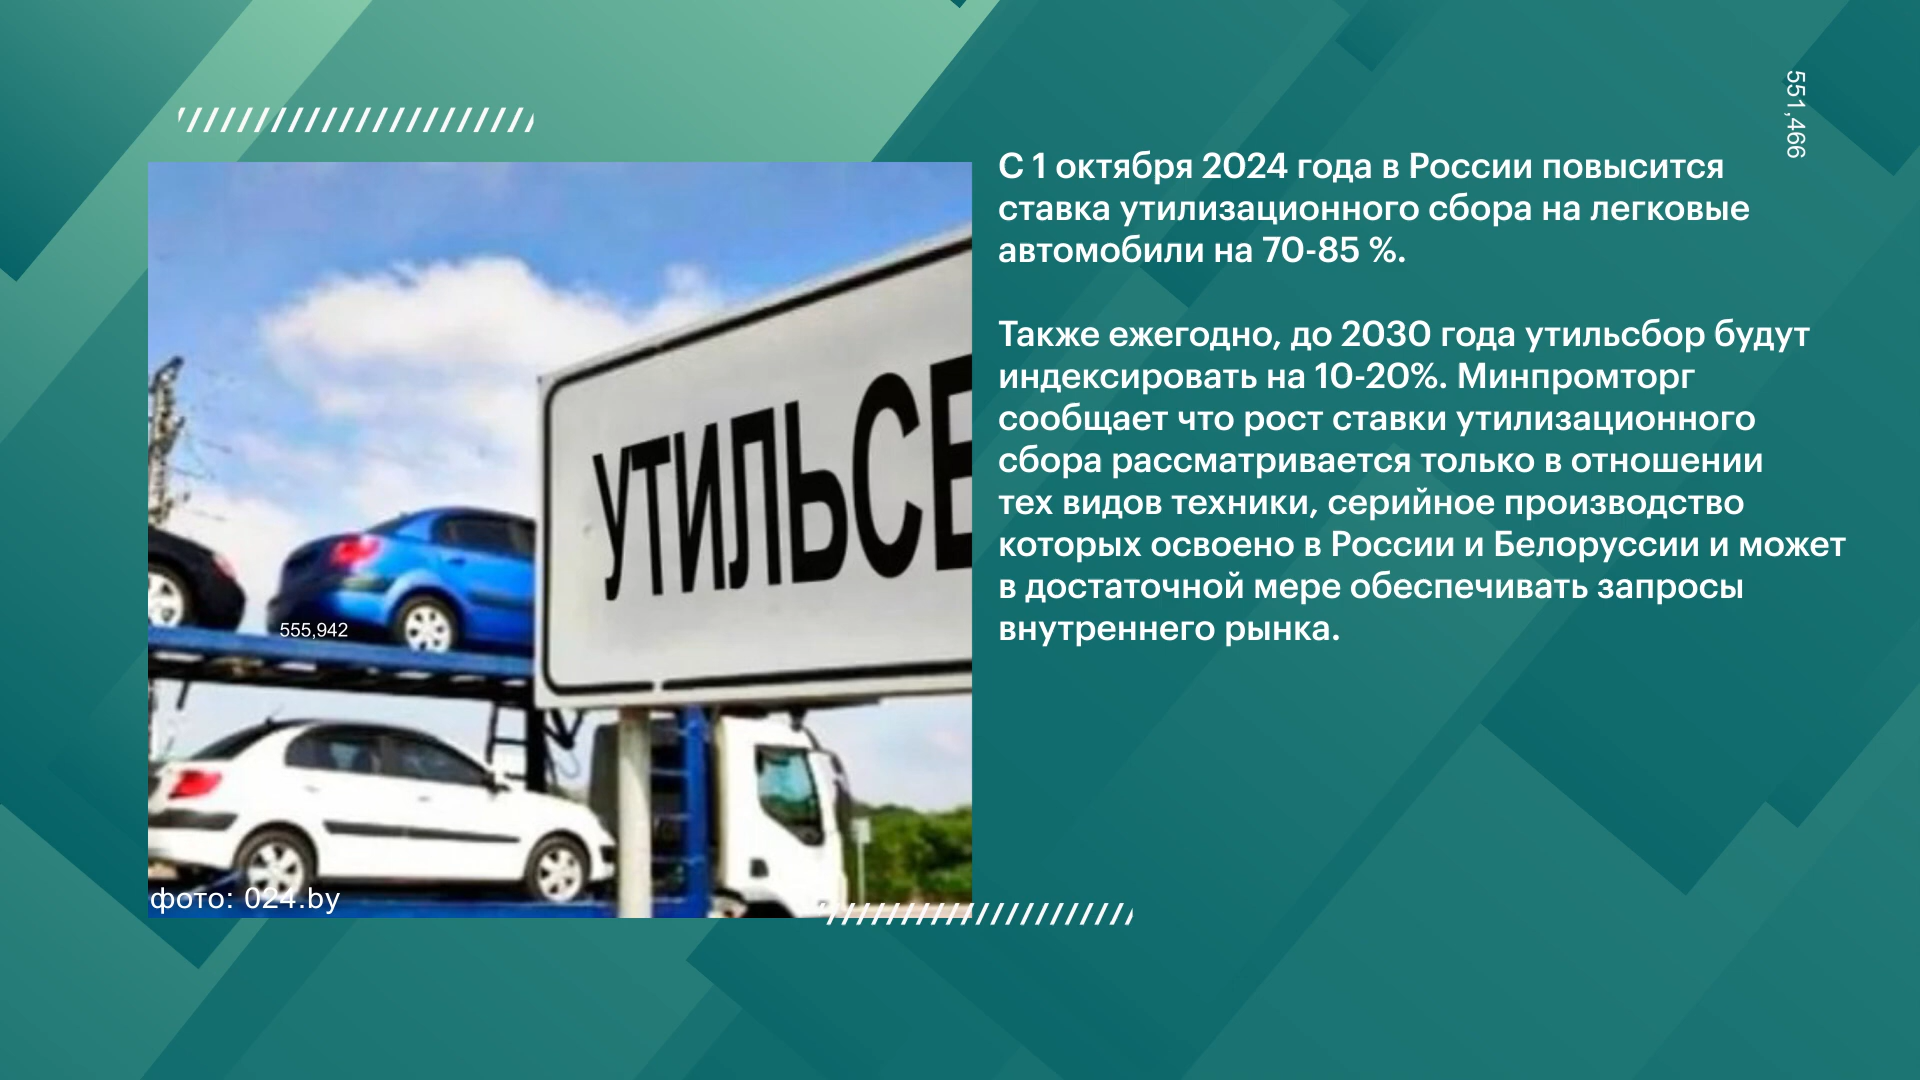 551,466
С 1 октября 2024 года в России повысится
ставка утилизационного сбора на легковые
автомобили на 70-85 %.
Также ежегодно, до 2030 года утильсбор будут
индексировать на 10-20%. Минпромторг
сообщает что рост ставки утилизационного
сбора рассматривается только в отношении
тех видов техники, серийное производство
которых освоено в России и Белоруссии и может
в достаточной мере обеспечивать запросы
внутреннего рынка.
УТИЛЬСБ
555,942
фото: 024.by